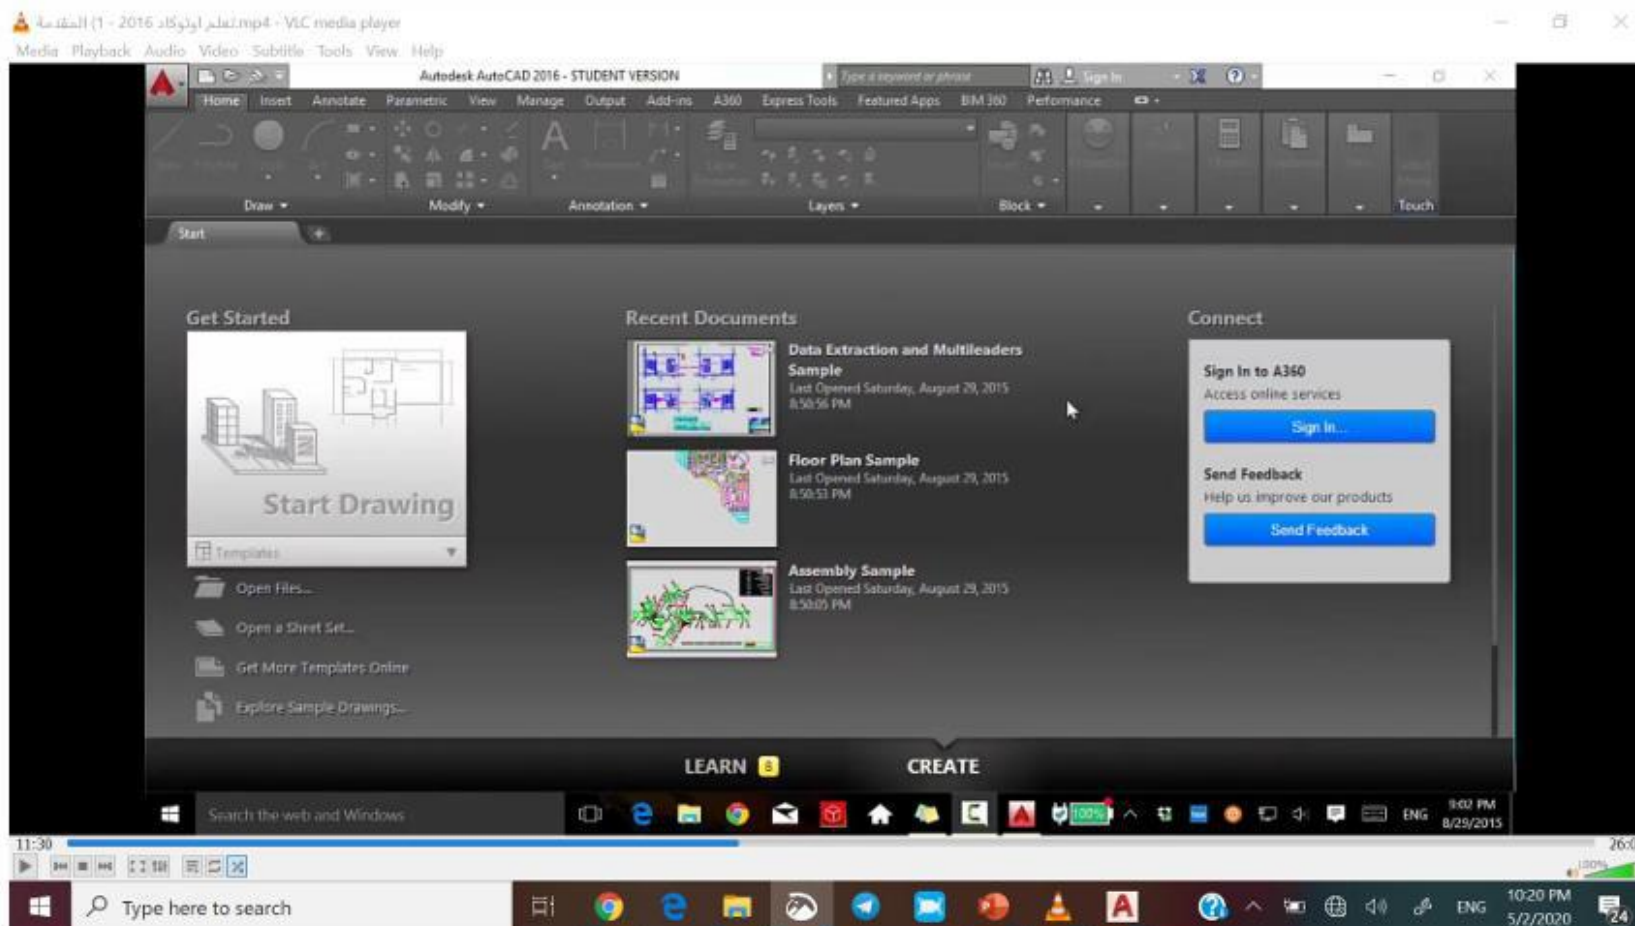 تعلم اوتوكاد 2016 - 1) المقدمة.mp4 - VLC media player
Media Playback Audio Video Subtitle Tools View Help
Autodesk AutoCAD 2016 - STUDENT VERSION
Type a keyword or phrase
Sign In
Home Insert Annotate Parametric View Manage Output Add-ins A360 Express Tools Featured Apps BIM 360 Performance
Draw Modify Annotation Layers Block Touch
Start
Get Started
Start Drawing
Templates
Open Files...
Open a Sheet Set...
Get More Templates Online
Explore Sample Drawings...
Recent Documents
Data Extraction and Multileaders
Sample
Last Opened Saturday, August 29, 2015
8:50:56 PM
Floor Plan Sample
Last Opened Saturday, August 29, 2015
8:50:53 PM
Assembly Sample
Last Opened Saturday, August 29, 2015
8:50:05 PM
Connect
Sign In to A360
Access online services
Sign In...
Send Feedback
Help us improve our products
Send Feedback
LEARN 8 CREATE
Search the web and Windows
100%
ENG
9:02 PM
8/29/2015
11:30
100%
Type here to search
ENG
10:20 PM
5/2/2020
24